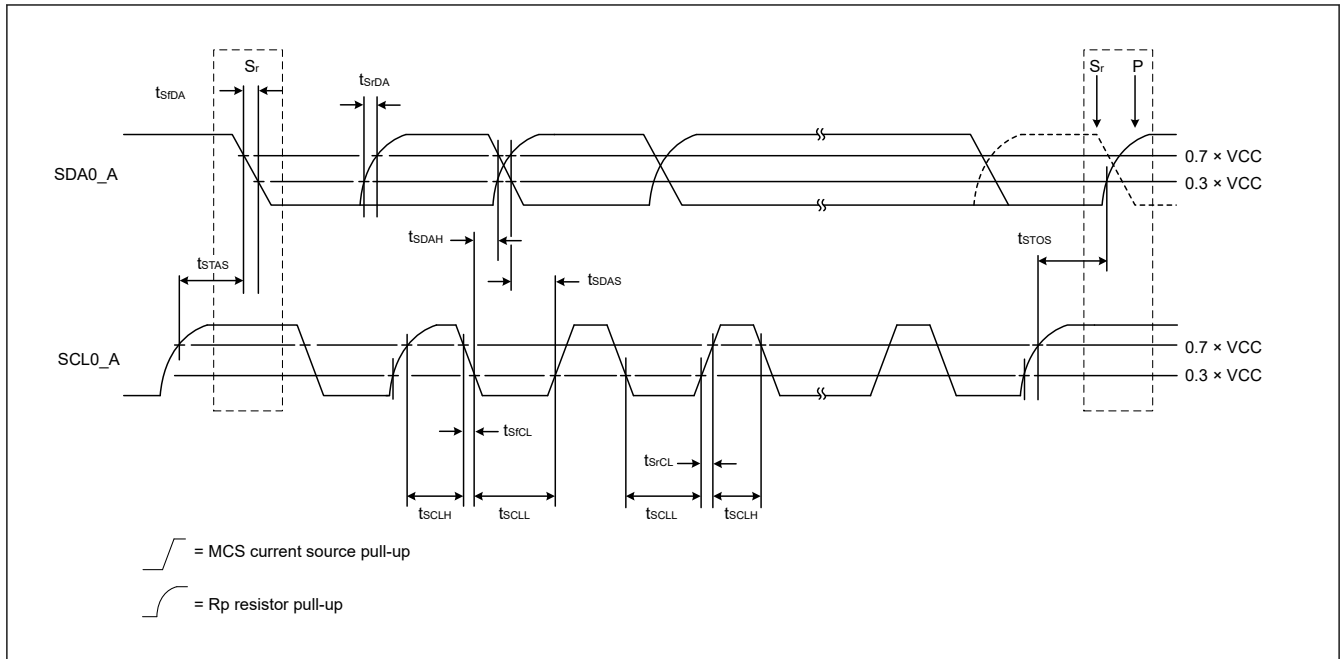 Sr
tSfDA
tSrDA
Sr P
SDA0_A
0.7 × VCC
0.3 × VCC
tSDAH
tSTAS
tSDAS
tSTOS
SCL0_A
0.7 × VCC
0.3 × VCC
tSfCL
tSrCL
tSCLH tSCLL tSCLL tSCLH
= MCS current source pull-up
= Rp resistor pull-up